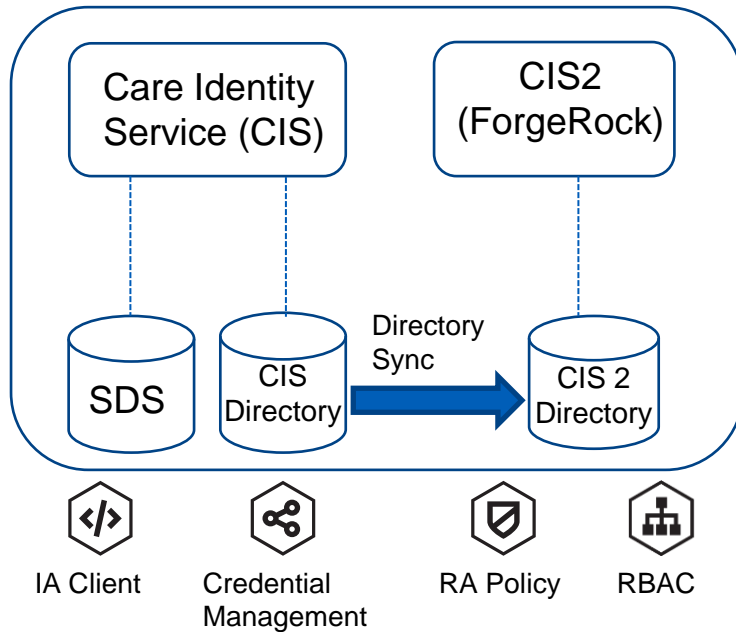 Care Identity
Service (CIS)
CIS2
(ForgeRock)
Directory
Sync
SDS
CIS
Directory
CIS 2
Directory
</>
IA Client
Credential
Management
RA Policy
RBAC